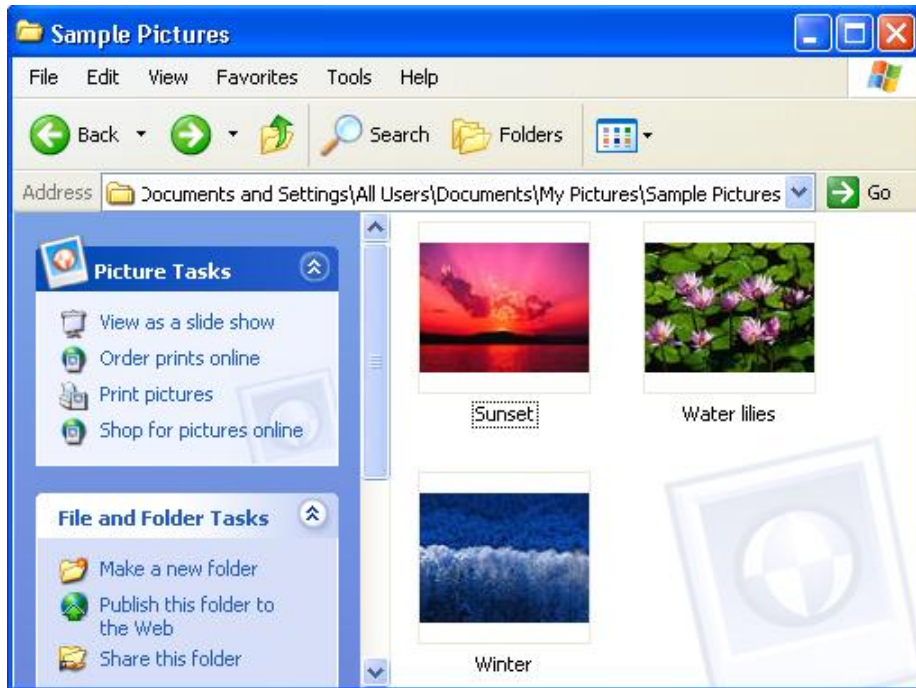 Sample Pictures
File Edit View Favorites Tools Help
Back Search Folders
Address Documents and Settings\All Users\Documents\My Pictures\Sample Pictures Go
Picture Tasks
View as a slide show
Order prints online
Print pictures
Shop for pictures online
File and Folder Tasks
Make a new folder
Publish this folder to
the Web
Share this folder
Sunset
Water lilies
Winter